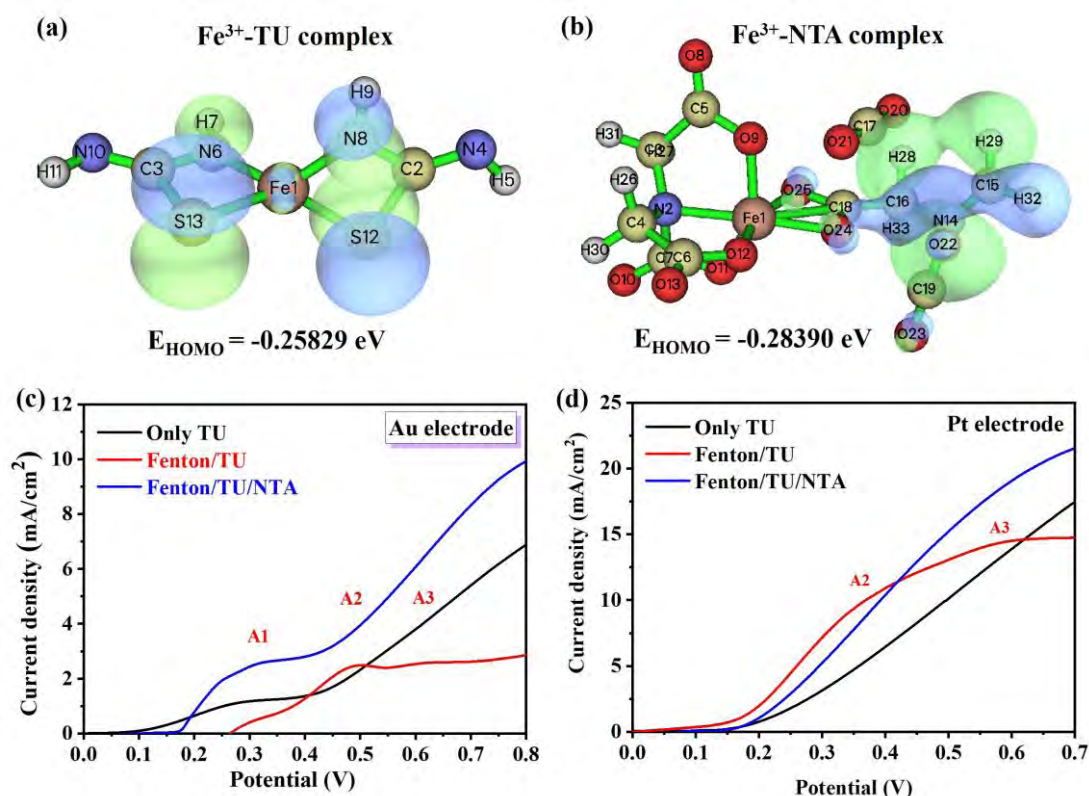 (a)
Fe³⁺-TU complex
H9
H7
N10
C3
N6
N8
N4
H11
Fe1
C2
H5
S13
S12
E_HOMO = -0.25829 eV
(b)
Fe³⁺-NTA complex
O8
C5
O20
C17
O21
H31
O9
H29
H28
H26
O25
C18
C16
C15
H32
N2
Fe1
C4
O24
N14
H33
H30
O12
O22
C6
O11
O10
O13
C19
O23
E_HOMO = -0.28390 eV
(c)
12
10
8
6
4
2
0
Current density (mA/cm²)
Only TU
Fenton/TU
Fenton/TU/NTA
Au electrode
A1
A2
A3
0.0 0.1 0.2 0.3 0.4 0.5 0.6 0.7 0.8
Potential (V)
(d)
25
20
15
10
5
0
Current density (mA/cm²)
Only TU
Fenton/TU
Fenton/TU/NTA
Pt electrode
A2
A3
0.0 0.1 0.2 0.3 0.4 0.5 0.6 0.7
Potential (V)